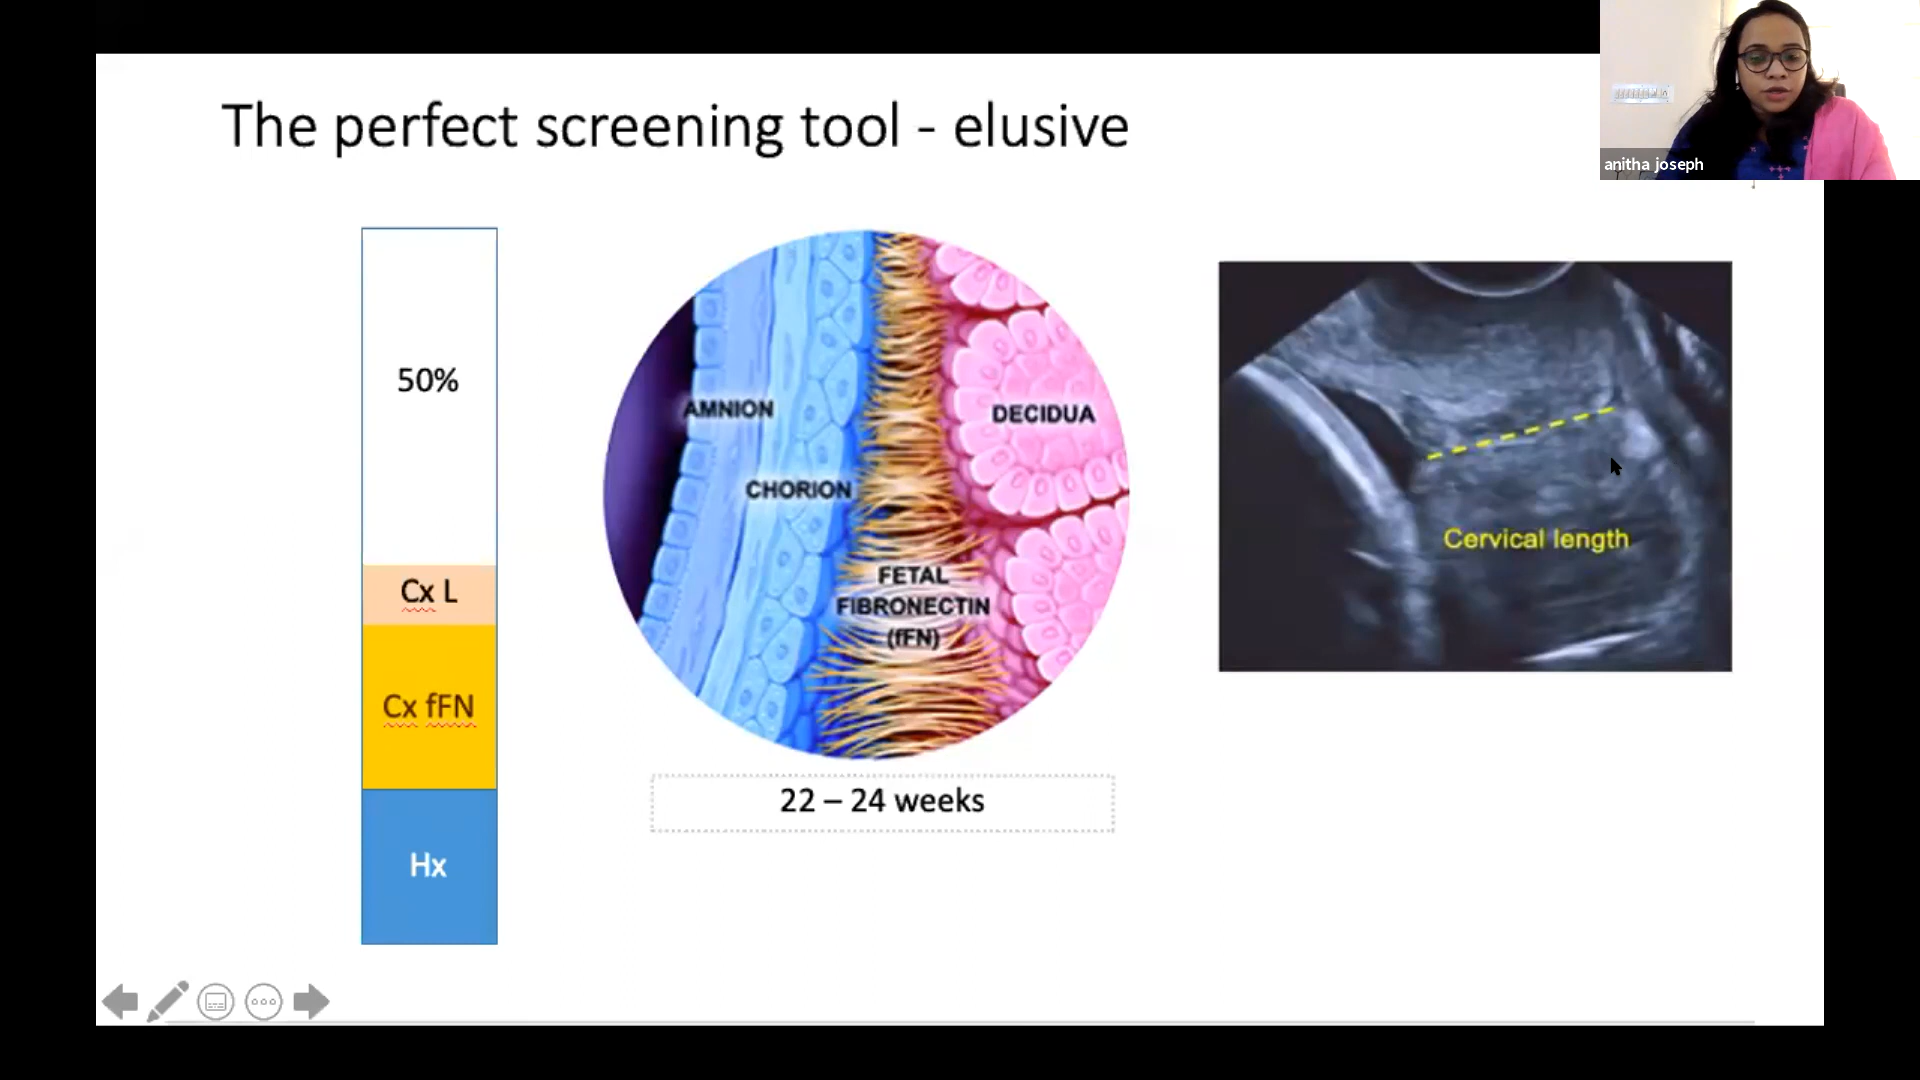 The perfect screening tool - elusive
anitha joseph
50%
Cx L
Cx fFN
Hx
AMNION
CHORION
DECIDUA
FETAL
FIBRONECTIN
(fFN)
22 – 24 weeks
Cervical length